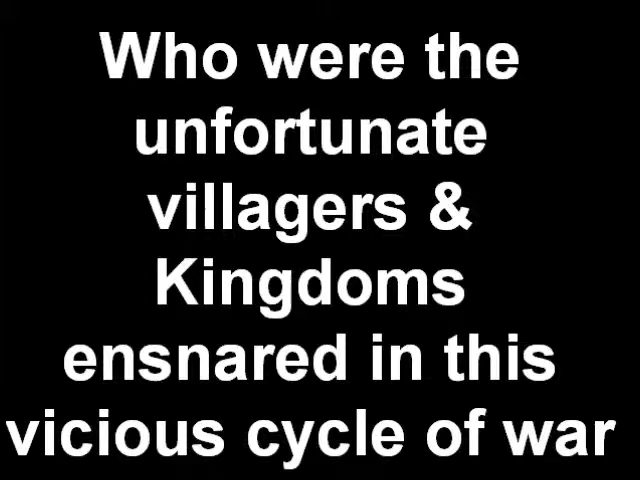 Who were the
unfortunate
villagers &
Kingdoms
ensnared in this
vicious cycle of war